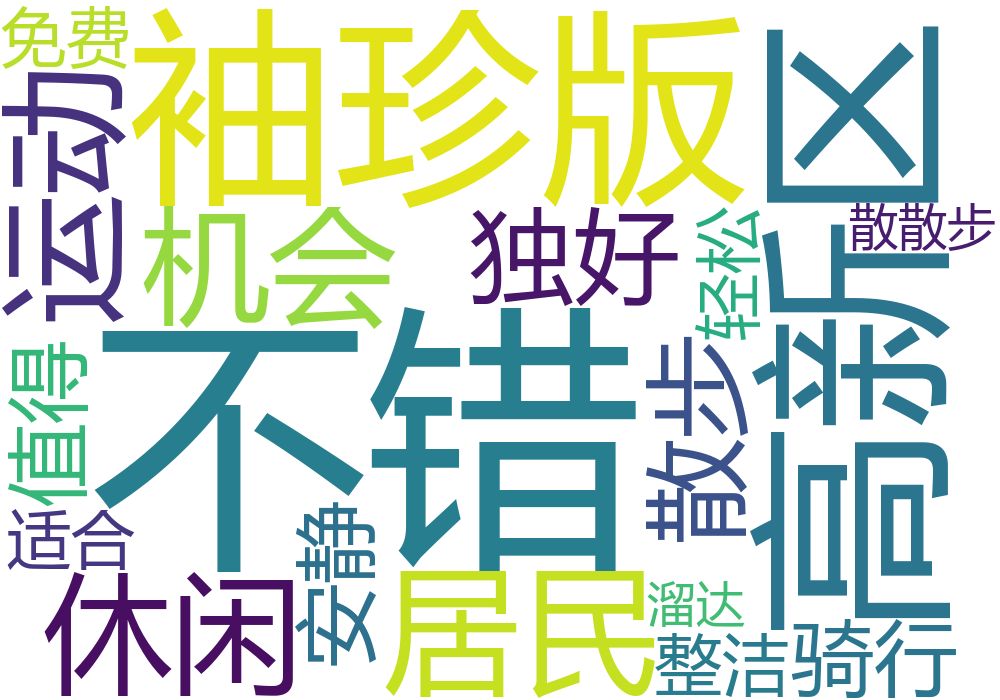 免费
袖珍版
高新区
运动
机会
独好
轻松
散散步
不错
值得
散步
适合
安静
休闲
居民
溜达
整洁
骑行